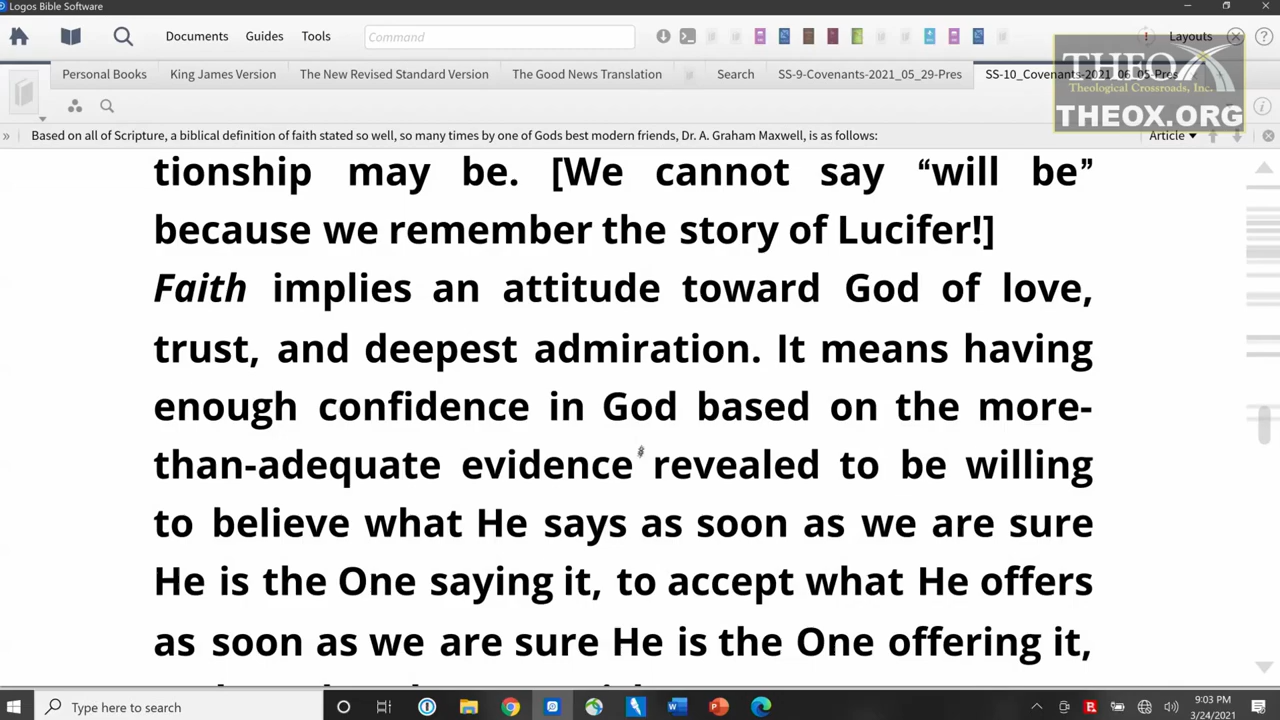 Logos Bible Software
Documents Guides Tools Command Layouts
Personal Books King James Version The New Revised Standard Version The Good News Translation Search SS-9-Covenants-2021_05_29-Pres SS-10_Covenants-2021_06_05-Pres
THEOX
Theological Crossroads, Inc.
THEOX.ORG
Based on all of Scripture, a biblical definition of faith stated so well, so many times by one of Gods best modern friends, Dr. A. Graham Maxwell, is as follows: Article
tionship may be. [We cannot say “will be”
because we remember the story of Lucifer!]
Faith implies an attitude toward God of love,
trust, and deepest admiration. It means having
enough confidence in God based on the more-
than-adequate evidence revealed to be willing
to believe what He says as soon as we are sure
He is the One saying it, to accept what He offers
as soon as we are sure He is the One offering it,
Type here to search
9:03 PM
3/24/2021